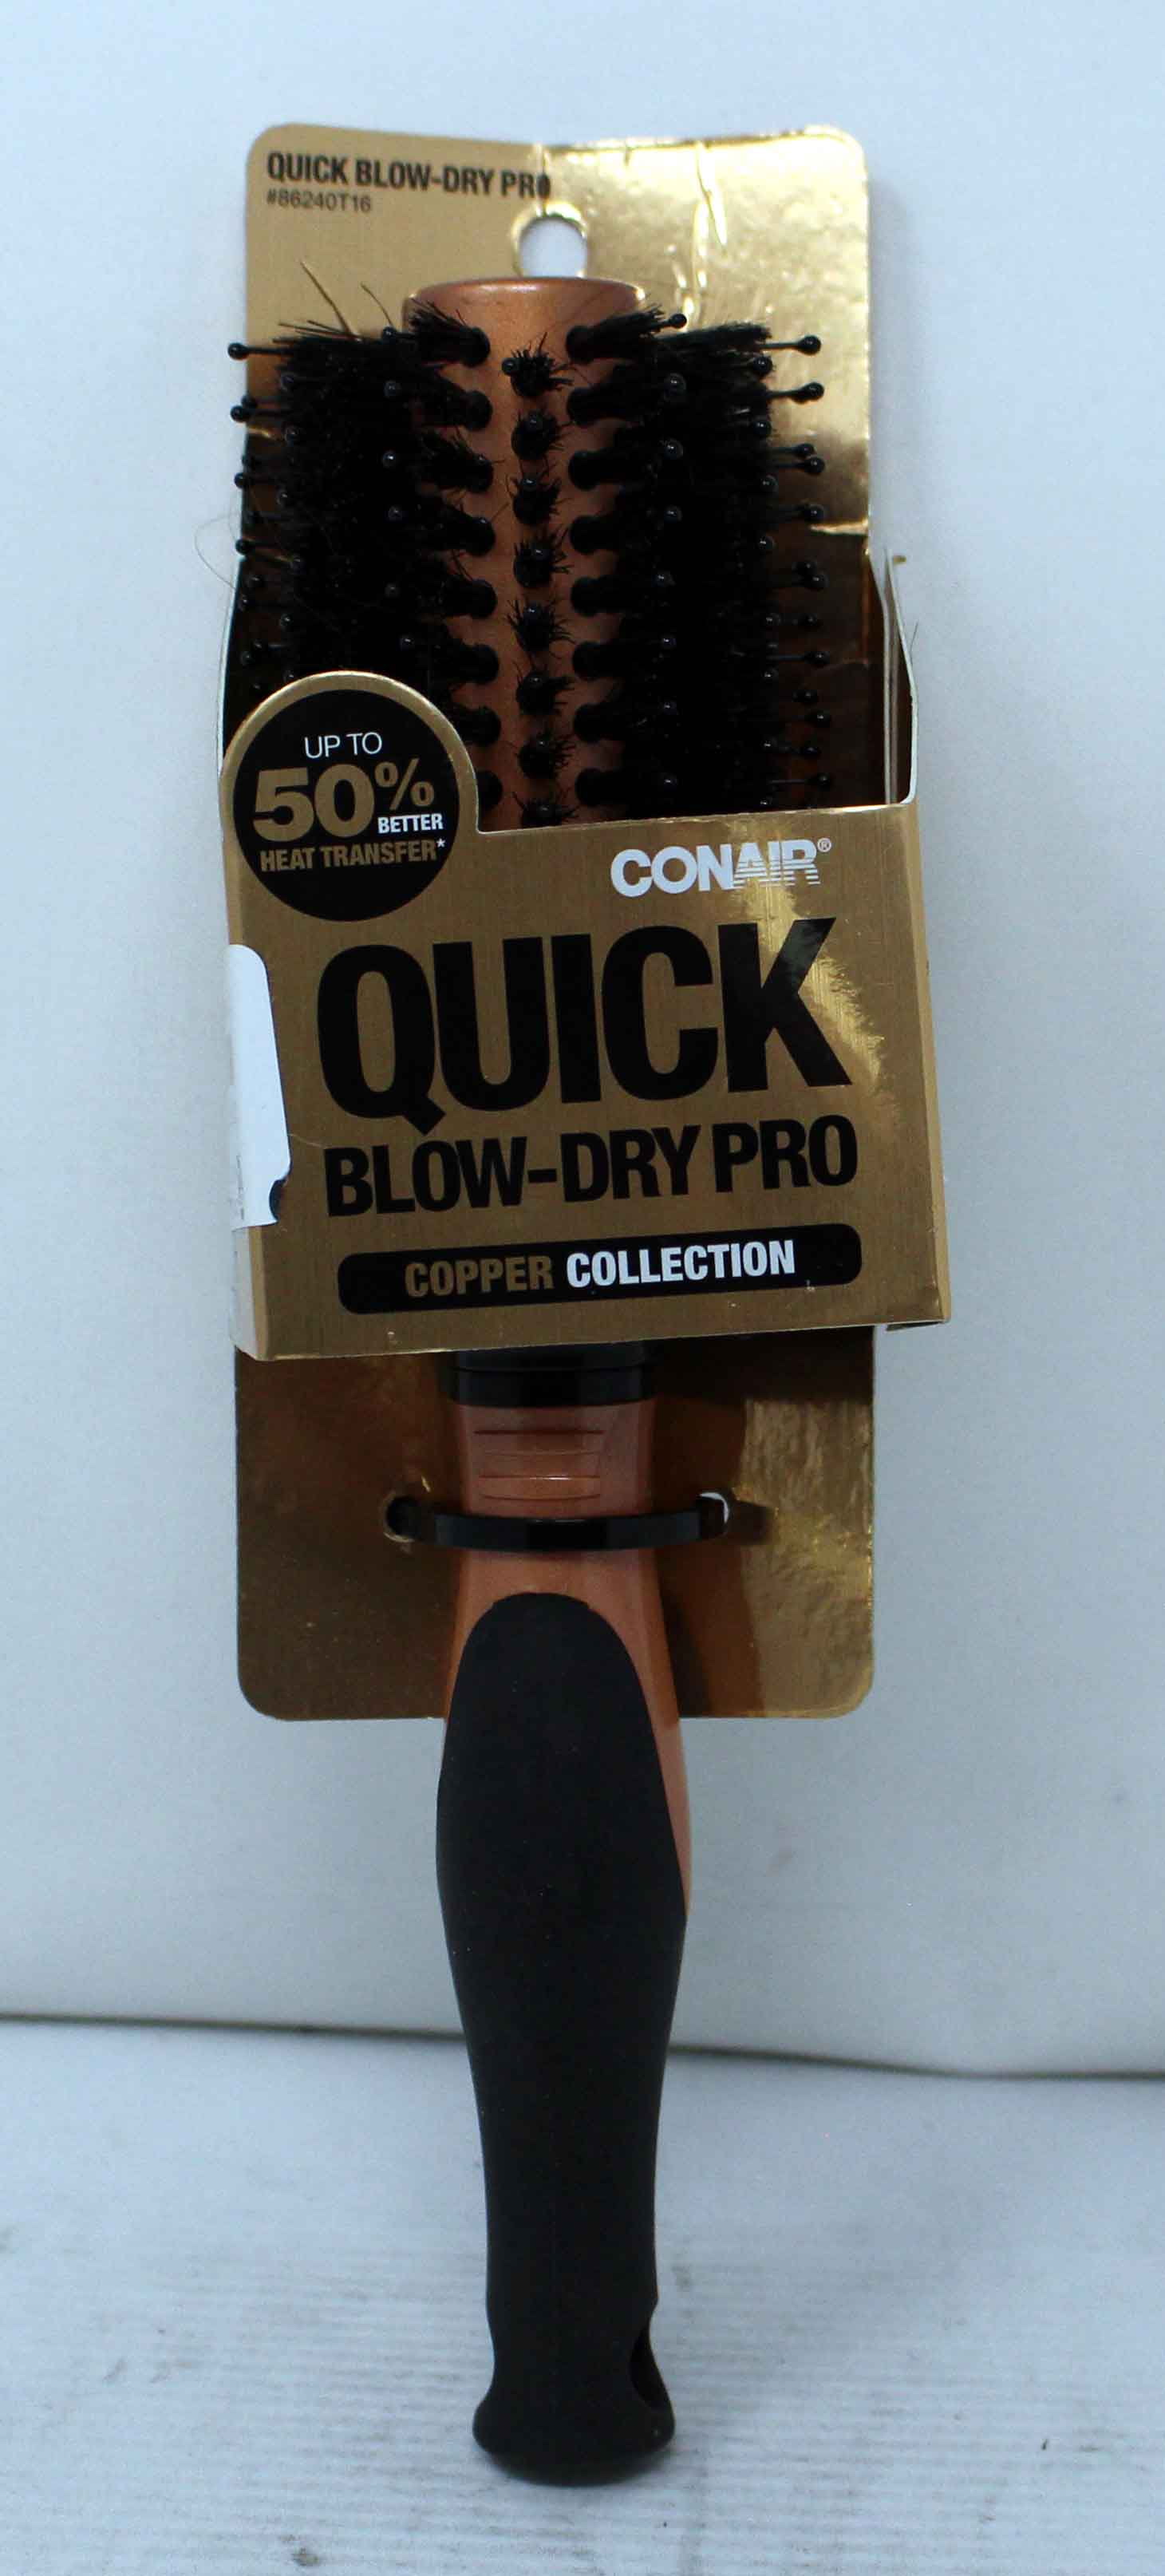 QUICK BLOW-DRY PRO
#86240T16
UP TO
50%
BETTER
HEAT TRANSFER*
CONAIR®
QUICK
BLOW-DRY PRO
COPPER COLLECTION